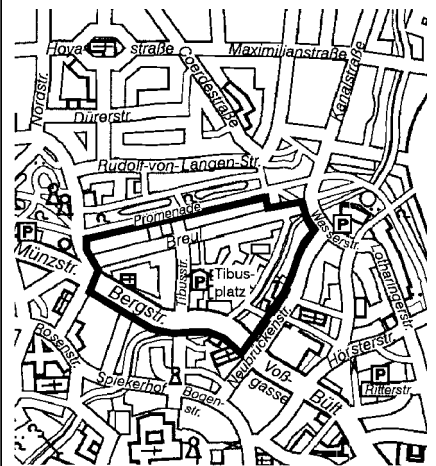 Hoya
straße
Maximilianstraße
Coerdestraße
Kanalstraße
Nordstr.
Dürerstr.
Rudolf-von-Langen-Str.
Promenade
Breul
Wasserstr.
P
P
Münzstr.
Tibusstr.
P
Tibus-
platz
Lotharingerstr.
Bergstr.
Rosenstr.
Neubrückenstr.
Hörsterstr.
Voß-
gasse
Spiekerhof
Bogen-
str.
Bült
P
Ritterstr.